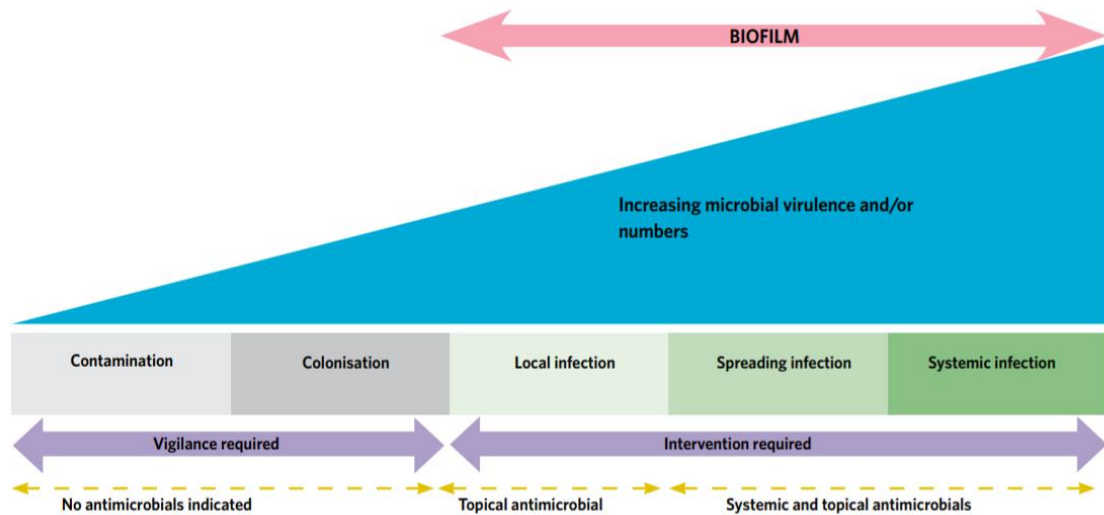 BIOFILM
Increasing microbial virulence and/or
numbers
Contamination
Colonisation
Local infection
Spreading infection
Systemic infection
Vigilance required
Intervention required
No antimicrobials indicated
Topical antimicrobial
Systemic and topical antimicrobials